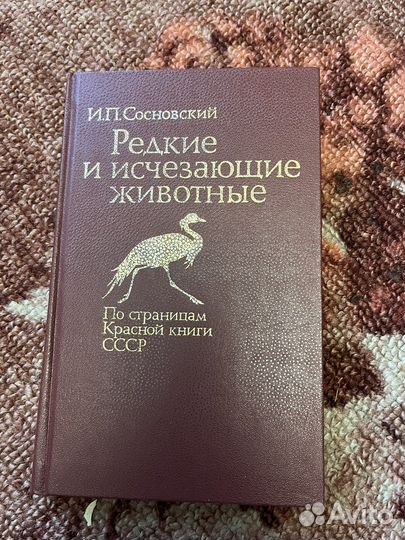 И.П.Сосновский
Редкие
и исчезающие
животные
По страницам
Красной книги
СССР
Avito